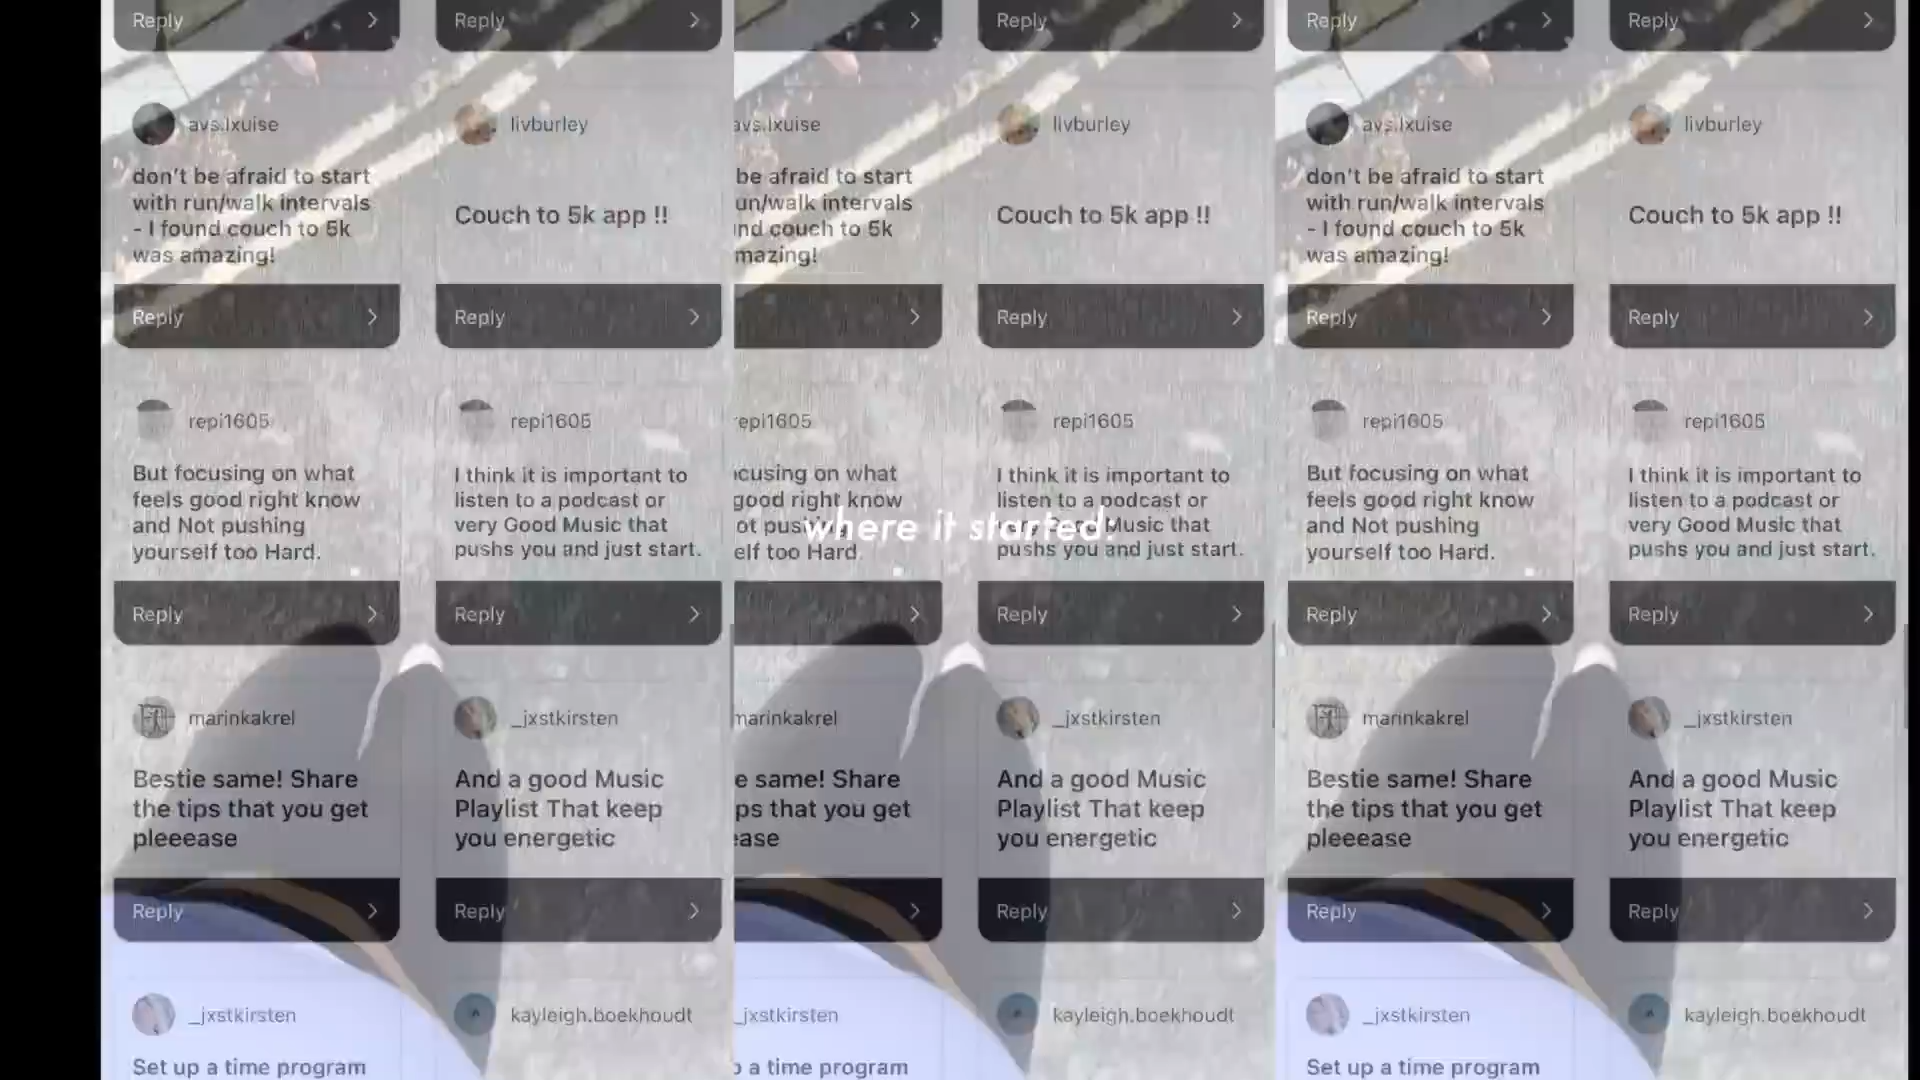 Reply
Reply
Reply
Reply
Reply
avs.lxuise
livburley
avs.lxuise
livburley
avs.lxuise
livburley
don't be afraid to start
with run/walk intervals
- I found couch to 5k
was amazing!
Couch to 5k app !!
be afraid to start
un/walk intervals
nd couch to 5k
mazing!
Couch to 5k app !!
don't be afraid to start
with run/walk intervals
- I found couch to 5k
was amazing!
Couch to 5k app !!
Reply
Reply
Reply
Reply
Reply
repi1605
repi1605
repi1605
repi1605
repi1605
repi1605
But focusing on what
feels good right know
and Not pushing
yourself too Hard.
I think it is important to
listen to a podcast or
very Good Music that
pushs you and just start.
cusing on what
good right know
ot pushing
elf too Hard.
I think it is important to
listen to a podcast or
very Good Music that
pushs you and just start.
where it started!
But focusing on what
feels good right know
and Not pushing
yourself too Hard.
I think it is important to
listen to a podcast or
very Good Music that
pushs you and just start.
Reply
Reply
Reply
Reply
Reply
marinkakrel
_jxstkirsten
marinkakrel
_jxstkirsten
marinkakrel
_jxstkirsten
Bestie same! Share
the tips that you get
pleeease
And a good Music
Playlist That keep
you energetic
e same! Share
ps that you get
ease
And a good Music
Playlist That keep
you energetic
Bestie same! Share
the tips that you get
pleeease
And a good Music
Playlist That keep
you energetic
Reply
Reply
Reply
Reply
Reply
_jxstkirsten
kayleigh.boekhoudt
_jxstkirsten
kayleigh.boekhoudt
_jxstkirsten
kayleigh.boekhoudt
Set up a time program
a time program
Set up a time program